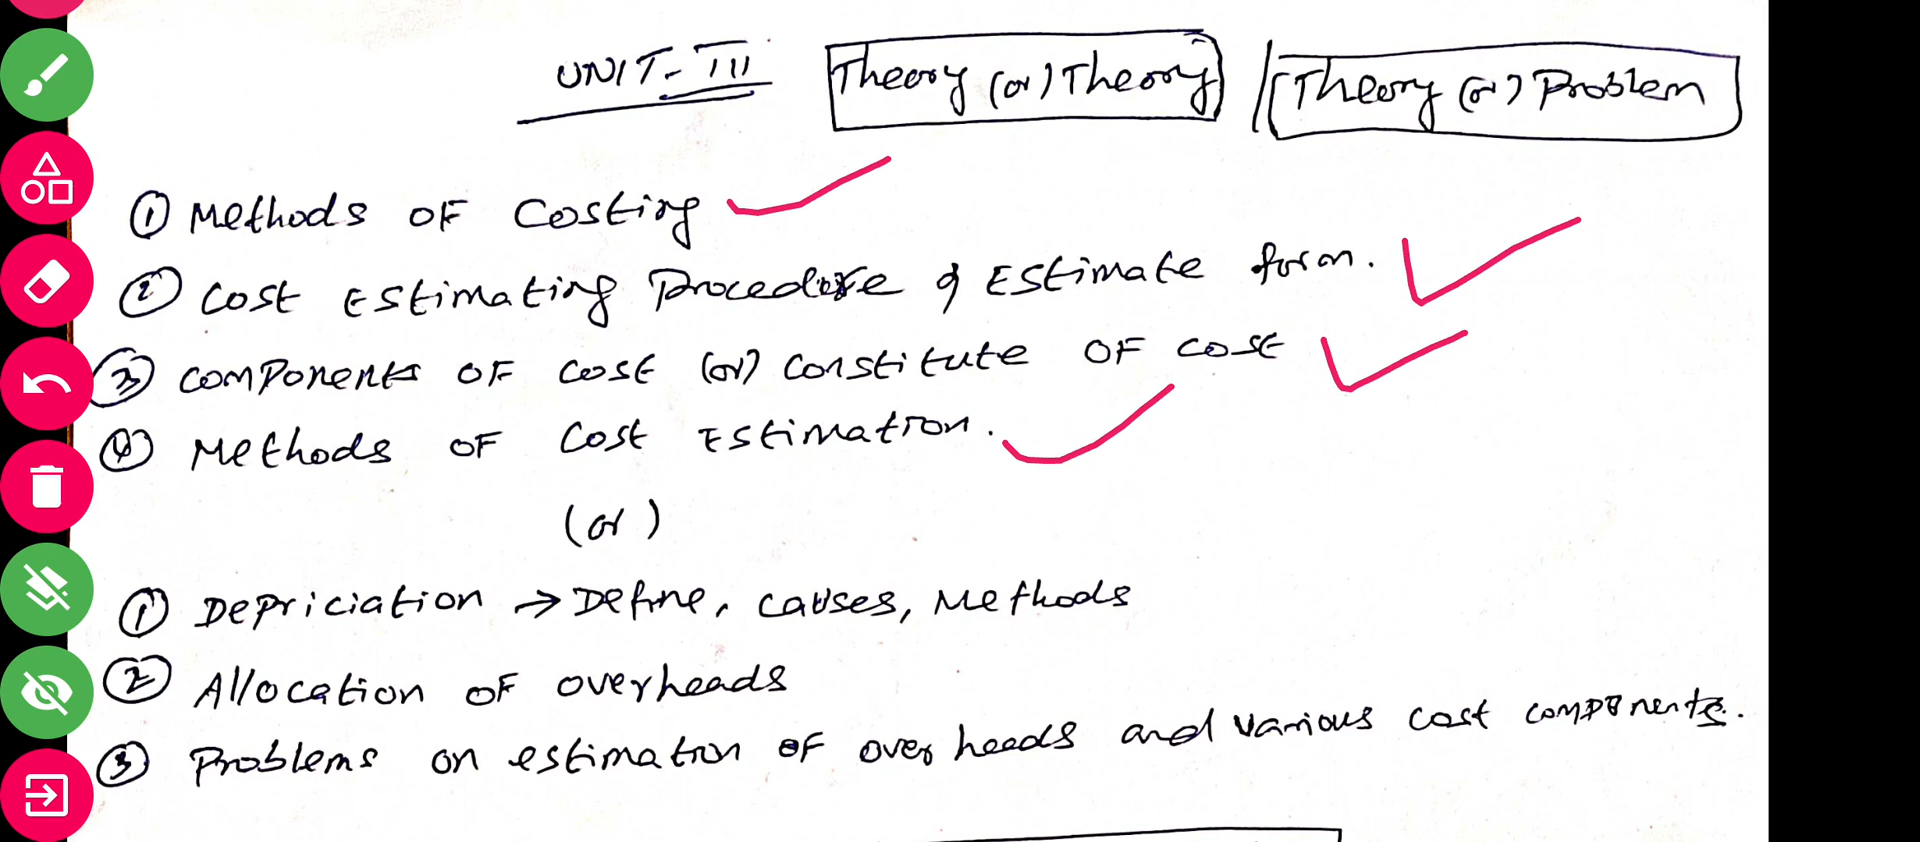 UNIT-III Theory (or) Theory / Theory (or) Problem
① Methods OF Costing
② Cost Estimating Procedure & Estimate form.
③ Components OF Cost (or) Constitute OF Cost
④ Methods OF Cost Estimation.
(or)
① Depriciation → Define, causes, Methods
② Allocation OF overheads
③ Problems on estimation OF over heads and various cost components.